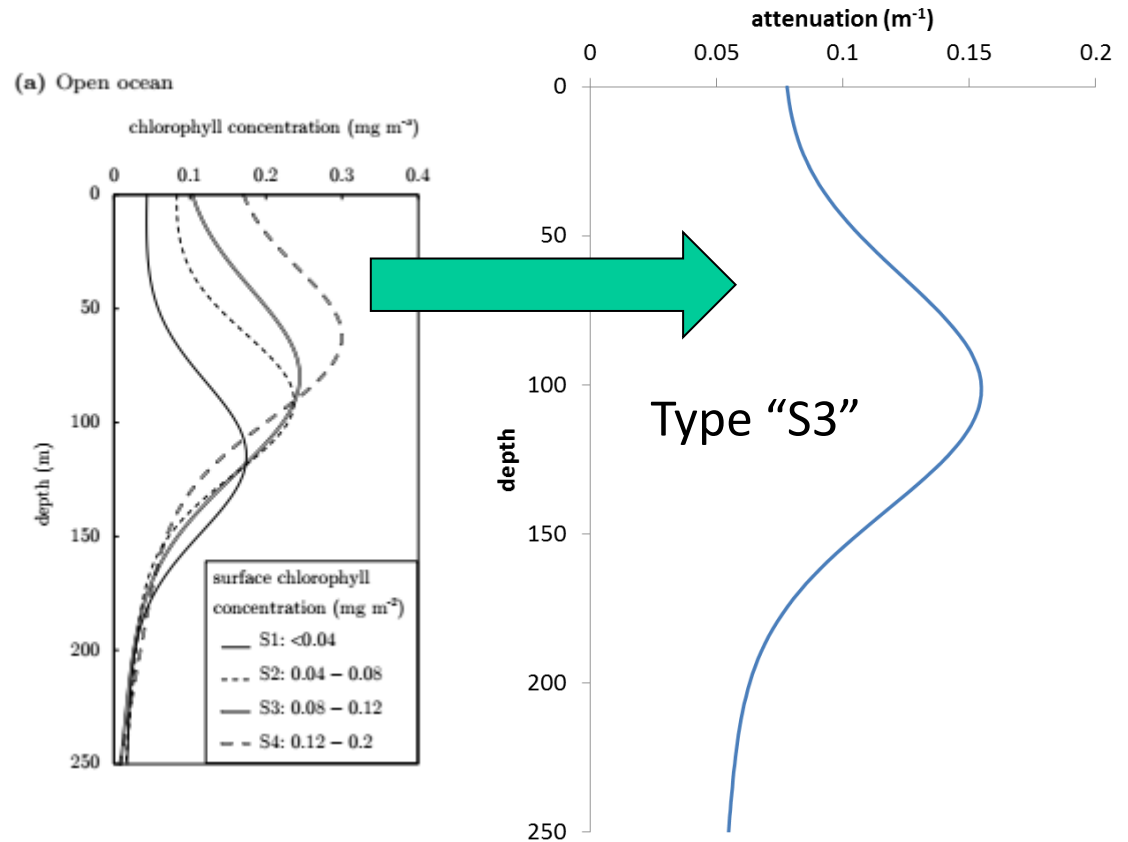 (a) Open ocean
chlorophyll concentration (mg m⁻³)
0 0.1 0.2 0.3 0.4
0
50
100
150
200
250
depth (m)
surface chlorophyll
concentration (mg m⁻²)
S1: <0.04
S2: 0.04 – 0.08
S3: 0.08 – 0.12
S4: 0.12 – 0.2
attenuation (m⁻¹)
0 0.05 0.1 0.15 0.2
0
50
100
150
200
250
depth
Type “S3”